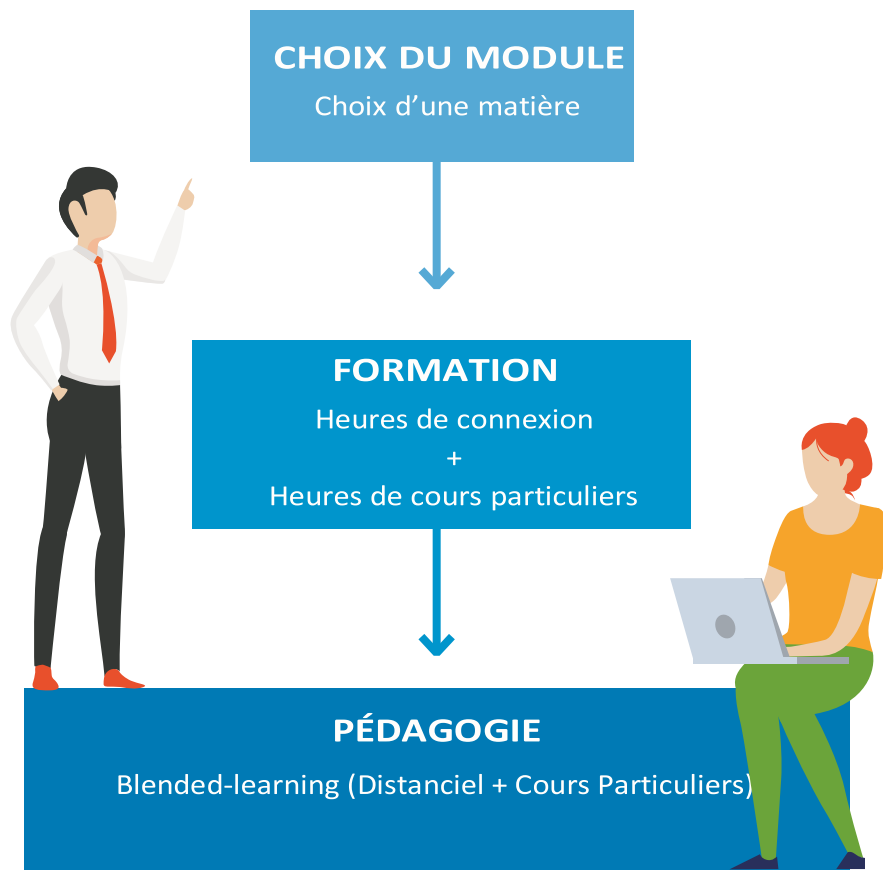 CHOIX DU MODULE
Choix d’une matière
FORMATION
Heures de connexion
+
Heures de cours particuliers
PÉDAGOGIE
Blended-learning (Distanciel + Cours Particuliers)